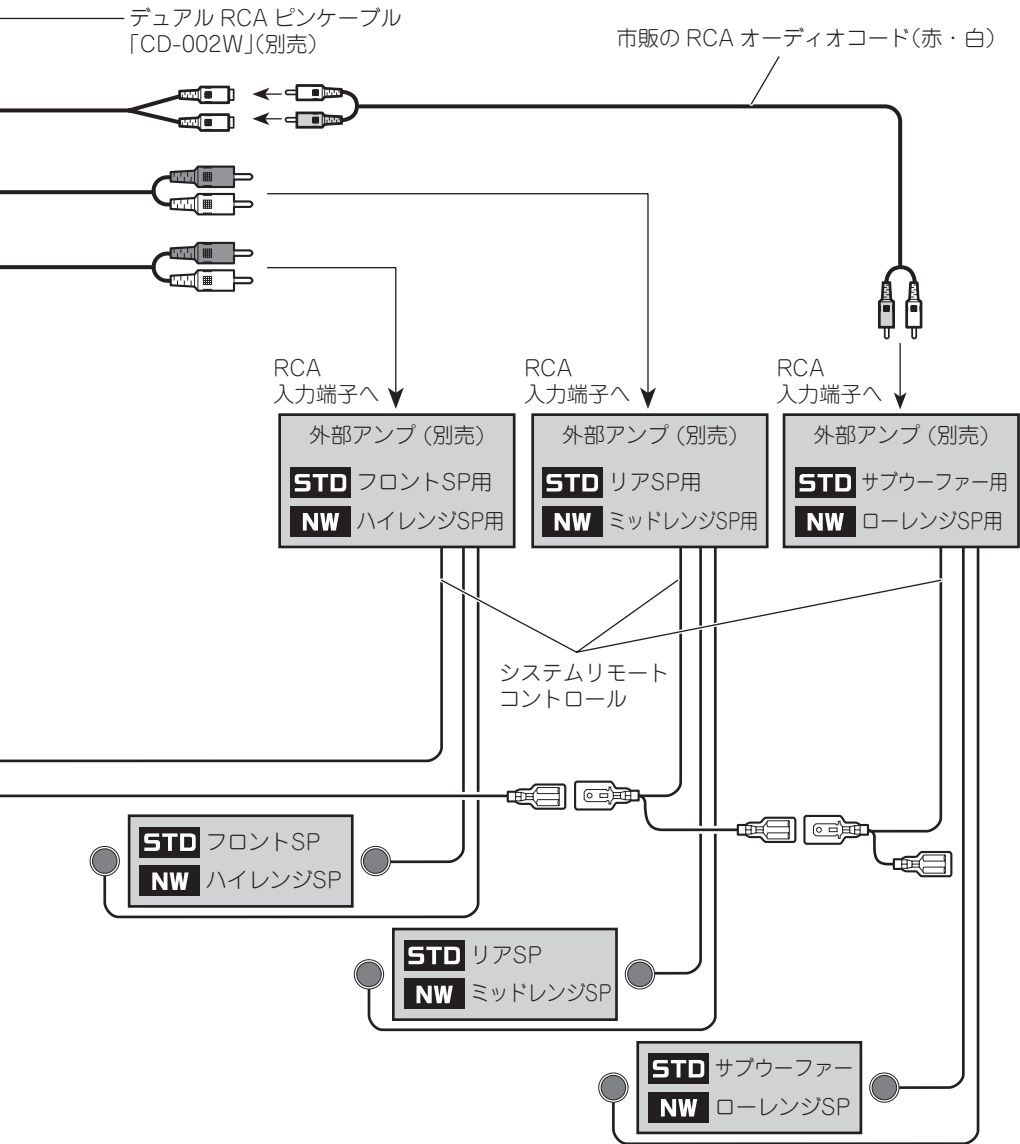 デュアル RCA ピンケーブル
「CD-002W」(別売)
市販の RCA オーディオコード(赤・白)
RCA
入力端子へ
RCA
入力端子へ
RCA
入力端子へ
外部アンプ (別売)
STD フロントSP用
NW ハイレンジSP用
外部アンプ (別売)
STD リアSP用
NW ミッドレンジSP用
外部アンプ (別売)
STD サブウーファー用
NW ローレンジSP用
システムリモート
コントロール
STD フロントSP
NW ハイレンジSP
STD リアSP
NW ミッドレンジSP
STD サブウーファー
NW ローレンジSP